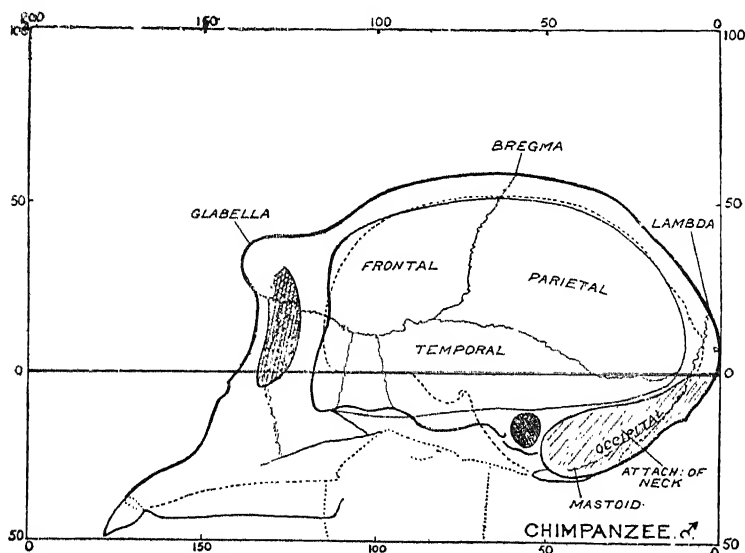 200
100
50
0
100
100
BREGMA
50
50
GLABELLA
LAMBDA
FRONTAL
PARIETAL
TEMPORAL
0
0
OCCIPITAL
ATTACH: OF
NECK
MASTOID.
CHIMPANZEE ♂
50
50
0
150
100
50
0